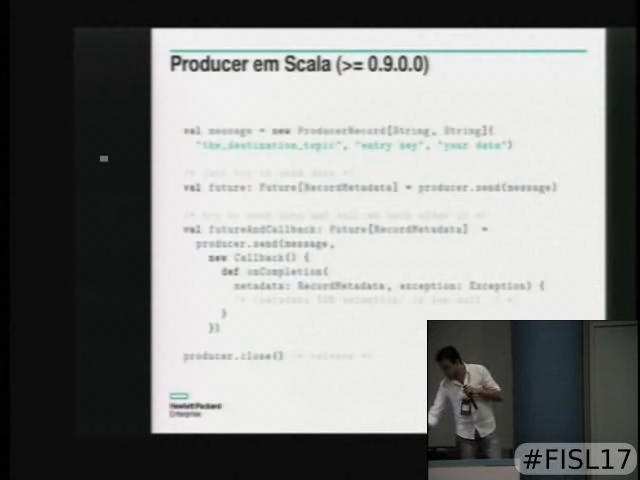 Producer em Scala (>= 0.9.0.0)
val message = new ProducerRecord[String, String](
"the_destination_topic", "entry key", "your data")
val future: Future[RecordMetadata] = producer.send(message)
val futureAndCallback: Future[RecordMetadata] =
producer.send(message,
new Callback() {
def onCompletion(
metadata: RecordMetadata, exception: Exception) {
}
})
producer.close() /* release */
Hewlett Packard
Enterprise
#FISL17